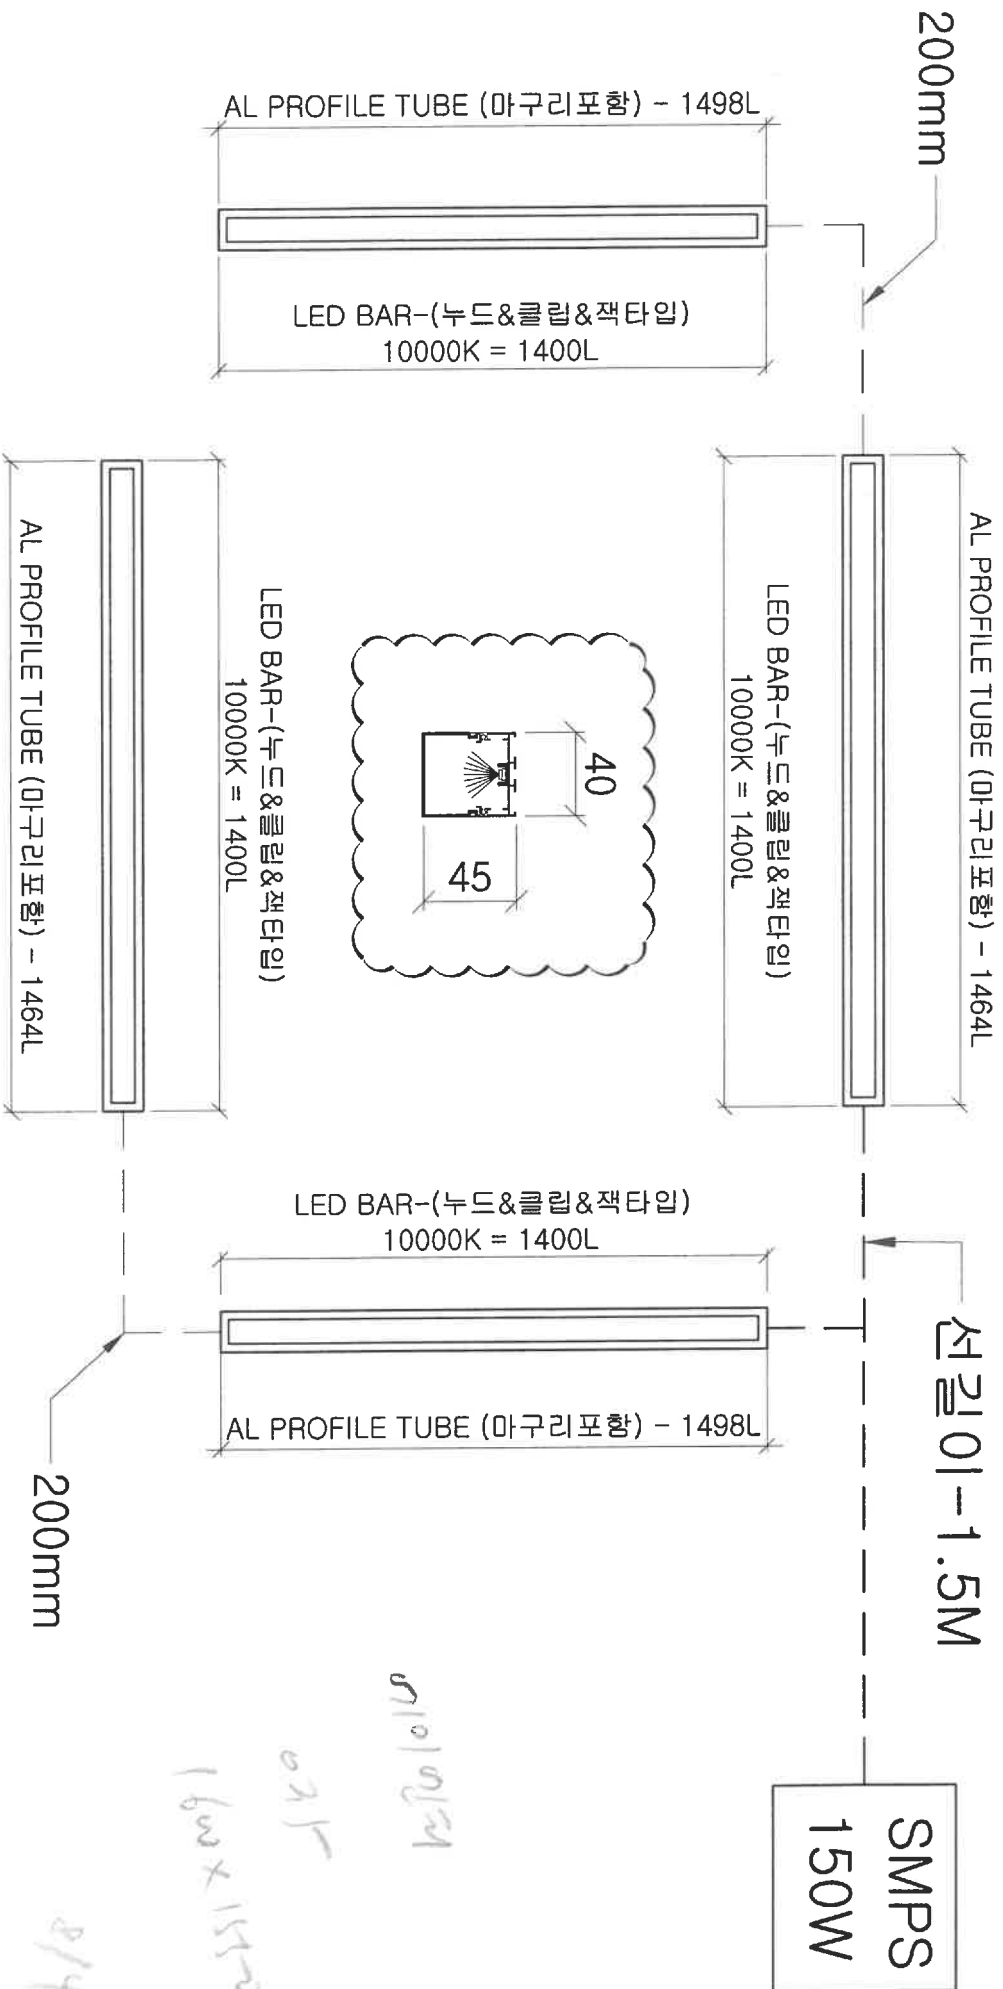 200mm
AL PROFILE TUBE (마구리포함) - 1498L
LED BAR-(누드&클립&잭타입)
10000K = 1400L
AL PROFILE TUBE (마구리포함) - 1464L
LED BAR-(누드&클립&잭타입)
10000K = 1400L
40
45
LED BAR-(누드&클립&잭타입)
10000K = 1400L
AL PROFILE TUBE (마구리포함) - 1464L
LED BAR-(누드&클립&잭타입)
10000K = 1400L
AL PROFILE TUBE (마구리포함) - 1498L
선길이-1.5M
200mm
SMPS
150W